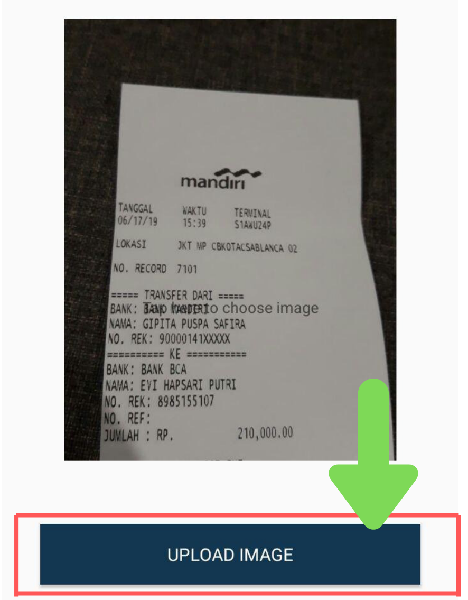 mandiri
TANGGAL WAKTU TERMINAL
06/17/19 15:39 S1AWU24P
LOKASI JKT MP CBKOTACSABLANCA 02
NO. RECORD 7101
===== TRANSFER DARI =====
BANK: BANK MANDIRI
Tap here to choose image
NAMA: GIPITA PUSPA SAFIRA
NO. REK: 90000141XXXXX
========== KE ===========
BANK: BANK BCA
NAMA: EVI HAPSARI PUTRI
NO. REK: 8985155107
NO. REF:
JUMLAH : RP. 210,000.00
UPLOAD IMAGE